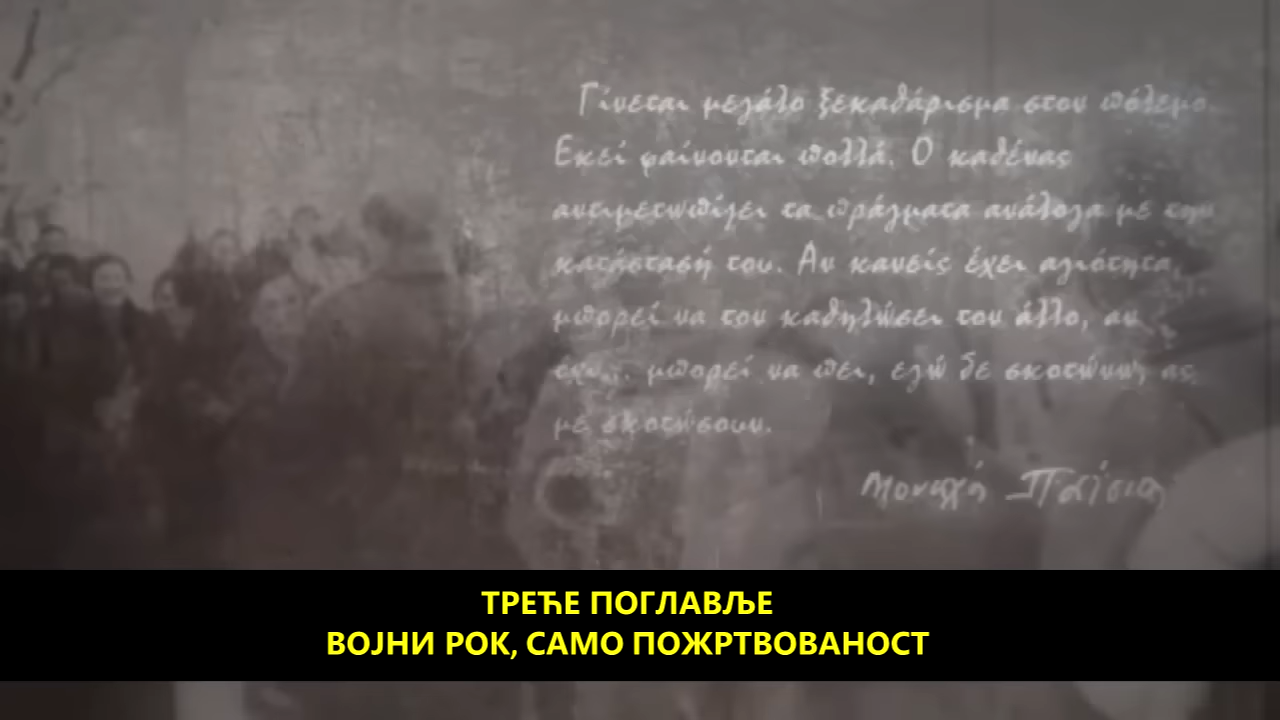 Γίνεται μεγάλο ξεκαθάρισμα στον πόλεμο.
Εκεί φαίνονται πολλά. Ο καθένας
αντιμετωπίζει τα πράγματα ανάλογα με την
κατάστασή του. Αν κανείς έχει αγιότητα,
μπορεί να τον καθηλώσει τον άλλο, αν
όχι... μπορεί να πει, εγώ δε σκοτώνω, ας
με σκοτώσουν.
Μοναχός Παΐσιος
ТРЕЋЕ ПОГЛАВЉЕ
ВОЈНИ РОК, САМО ПОЖРТВОВАНОСТ